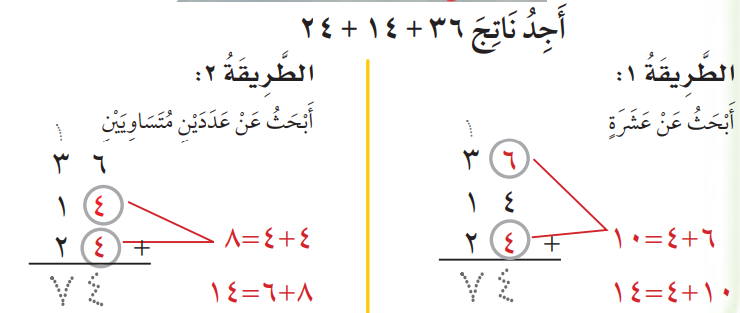 أَجِدُ نَاتِجَ ٣٦ + ١٤ + ٢٤
الطَّرِيقَةُ ١:
أَبْحَثُ عَنْ عَشَرَةٍ
١
٣ ٦
١ ٤
٢ ٤ +
٧ ٤
٦+٤=١٠
١٠+٤=١٤
الطَّرِيقَةُ ٢:
أَبْحَثُ عَنْ عَدَدَيْنِ مُتَسَاوِيَيْنِ
١
٣ ٦
١ ٤
٢ ٤ +
٧ ٤
٤+٤=٨
٨+٦=١٤